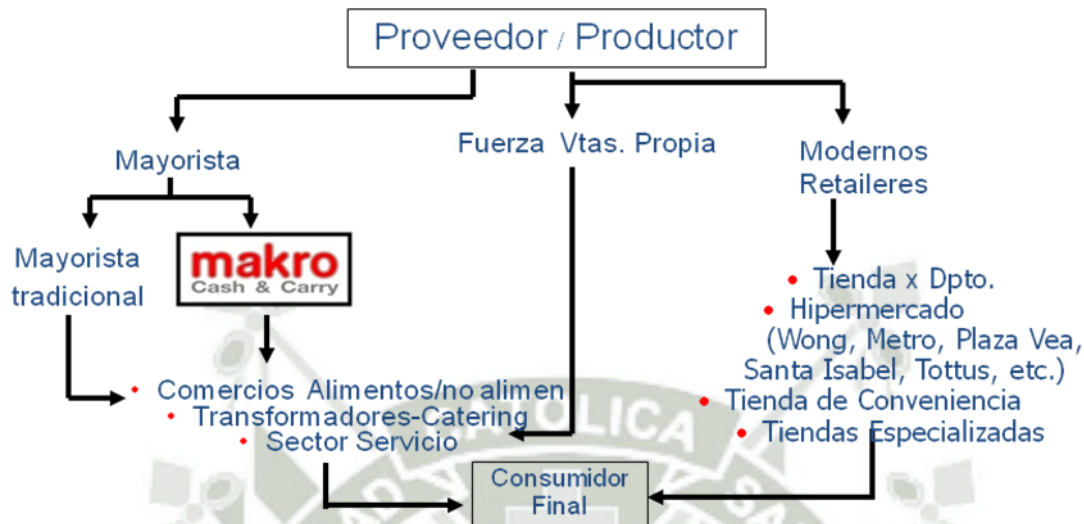 Proveedor / Productor
Mayorista
Fuerza Vtas. Propia
Modernos
Retaileres
Mayorista
tradicional
makro
Cash & Carry
• Tienda x Dpto.
• Hipermercado
(Wong, Metro, Plaza Vea,
Santa Isabel, Tottus, etc.)
• Tienda de Conveniencia
• Tiendas Especializadas
• Comercios Alimentos/no alimen
• Transformadores-Catering
• Sector Servicio
CATOLICA
Consumidor
Final